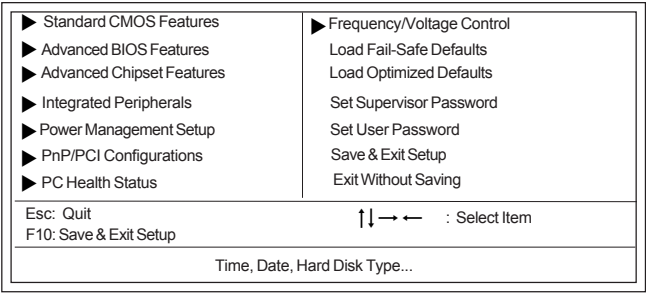 ▶ Standard CMOS Features
▶ Advanced BIOS Features
▶ Advanced Chipset Features
▶ Integrated Peripherals
▶ Power Management Setup
▶ PnP/PCI Configurations
▶ PC Health Status
▶ Frequency/Voltage Control
Load Fail-Safe Defaults
Load Optimized Defaults
Set Supervisor Password
Set User Password
Save & Exit Setup
Exit Without Saving
Esc: Quit
↑↓→← : Select Item
F10: Save & Exit Setup
Time, Date, Hard Disk Type...